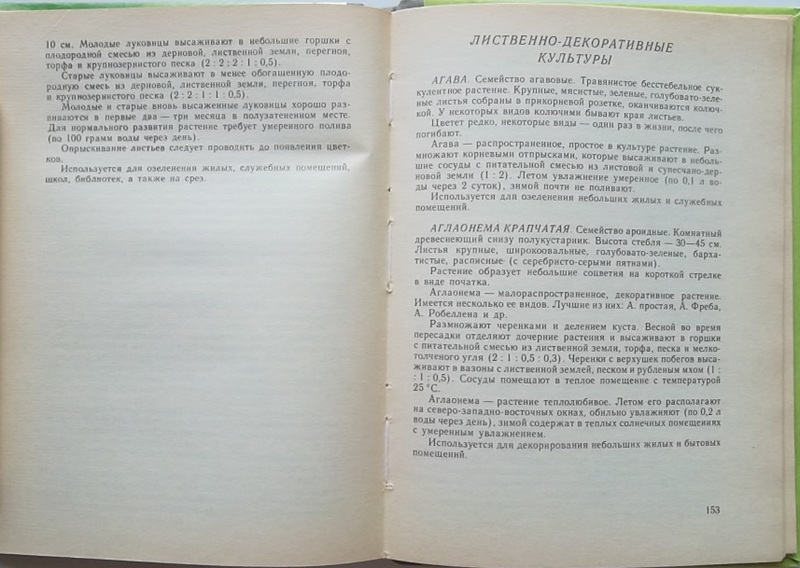 10 см. Молодые луковицы высаживают в небольшие горшки с
плодородной смесью из дерновой, лиственной земли, перегноя,
торфа и крупнозернистого песка (2 : 2 : 2 : 1 : 0,5).
Старые луковицы высаживают в менее обогащенную плодо-
родную смесь из дерновой, лиственной земли, перегноя, торфа
и крупнозернистого песка (2 : 2 : 1 : 1 : 0,5).
Молодые и старые вновь высаженные луковицы хорошо раз-
виваются в первые два — три месяца в полузатененном месте.
Для нормального развития растение требует умеренного полива
(по 100 грамм воды через день).
Опрыскивание листьев следует проводить до появления цвет-
ков.
Используется для озеленения жилых, служебных помещений,
школ, библиотек, а также на срез.
ЛИСТВЕННО-ДЕКОРАТИВНЫЕ
КУЛЬТУРЫ
АГАВА. Семейство агавовые. Травянистое бесстебельное сук-
кулентное растение. Крупные, мясистые, зеленые, голубовато-зеле-
ные листья собраны в прикорневой розетке, оканчиваются колюч-
кой. У некоторых видов колючими бывают края листьев.
Цветет редко, некоторые виды — один раз в жизни, после чего
погибают.
Агава — распространенное, простое в культуре растение. Раз-
множают корневыми отпрысками, которые высаживают в неболь-
шие сосуды с питательной смесью из листовой и супесчано-дер-
новой земли (1 : 2). Летом увлажнение умеренное (по 0,1 л во-
ды через 2 суток), зимой почти не поливают.
Используется для озеленения небольших жилых и служебных
помещений.
АГЛАОНЕМА КРАПЧАТАЯ. Семейство ароидные. Комнатный
древеснеющий снизу полукустарник. Высота стебля — 30—45 см.
Листья крупные, широкоовальные, голубовато-зеленые, барха-
тистые, расписные (с серебристо-серыми пятнами).
Растение образует небольшие соцветия на короткой стрелке
в виде початка.
Аглаонема — малораспространенное, декоративное растение.
Имеется несколько ее видов. Лучшие из них: А. простая, А. Фреба,
А. Робеллена и др.
Размножают черенками и делением куста. Весной во время
пересадки отделяют дочерние растения и высаживают в горшки
с питательной смесью из лиственной земли, торфа, песка и мелко-
толченого угля (2 : 1 : 0,5 : 0,3). Черенки с верхушек побегов выса-
живают в вазоны с лиственной землей, песком и рубленым мхом (1 :
: 1 : 0,5). Сосуды помещают в теплое помещение с температурой
25 °С.
Аглаонема — растение теплолюбивое. Летом его располагают
на северо-западно-восточных окнах, обильно увлажняют (по 0,2 л
воды через день), зимой содержат в теплых солнечных помещениях
с умеренным увлажнением.
Используется для декорирования небольших жилых и бытовых
помещений.
153